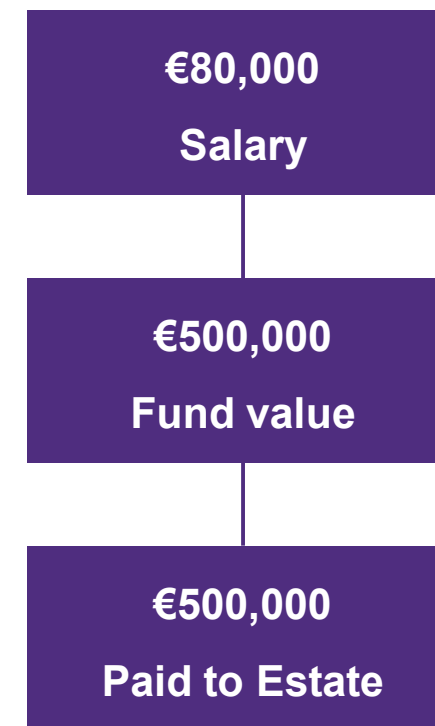 €80,000
Salary
€500,000
Fund value
€500,000
Paid to Estate